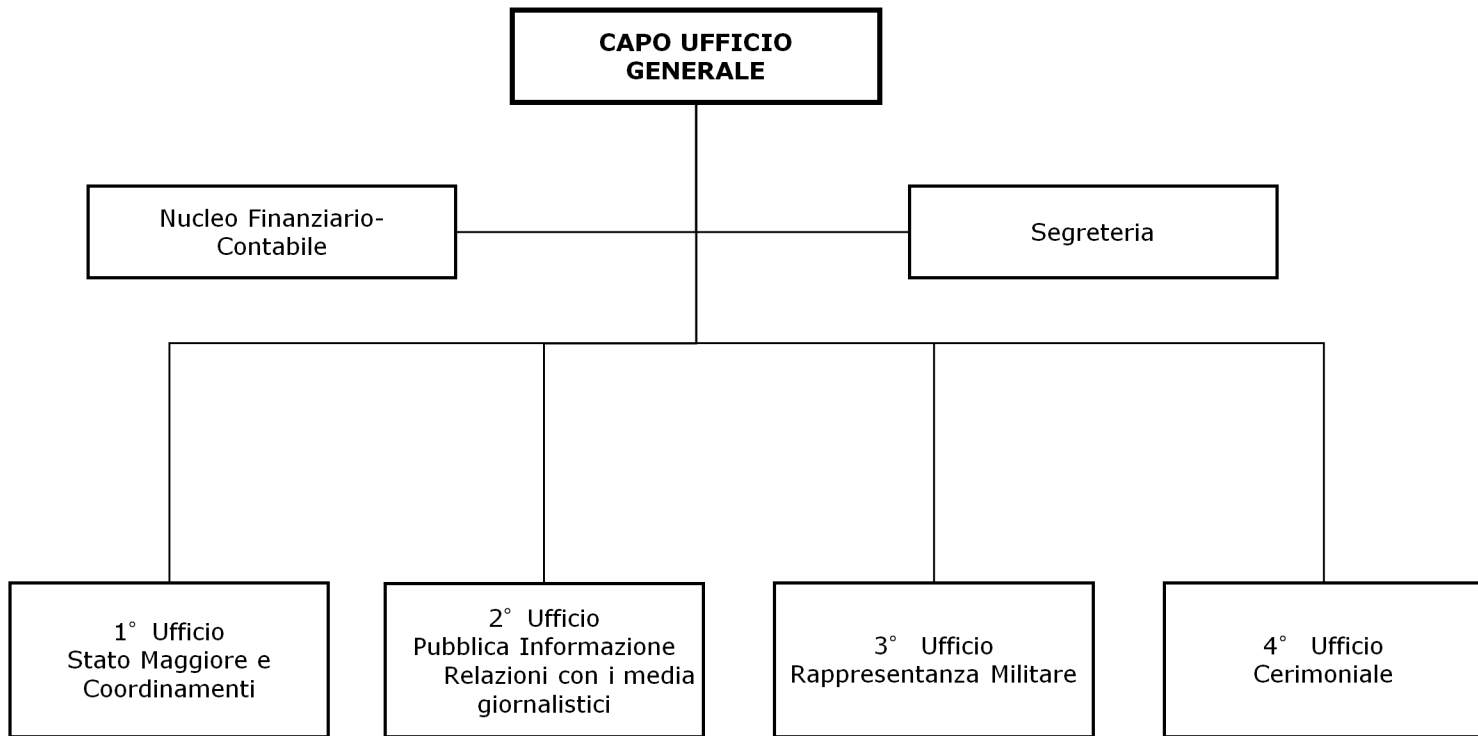 CAPO UFFICIO
GENERALE
Nucleo Finanziario-
Contabile
Segreteria
1° Ufficio
Stato Maggiore e
Coordinamenti
2° Ufficio
Pubblica Informazione
Relazioni con i media
giornalistici
3° Ufficio
Rappresentanza Militare
4° Ufficio
Cerimoniale